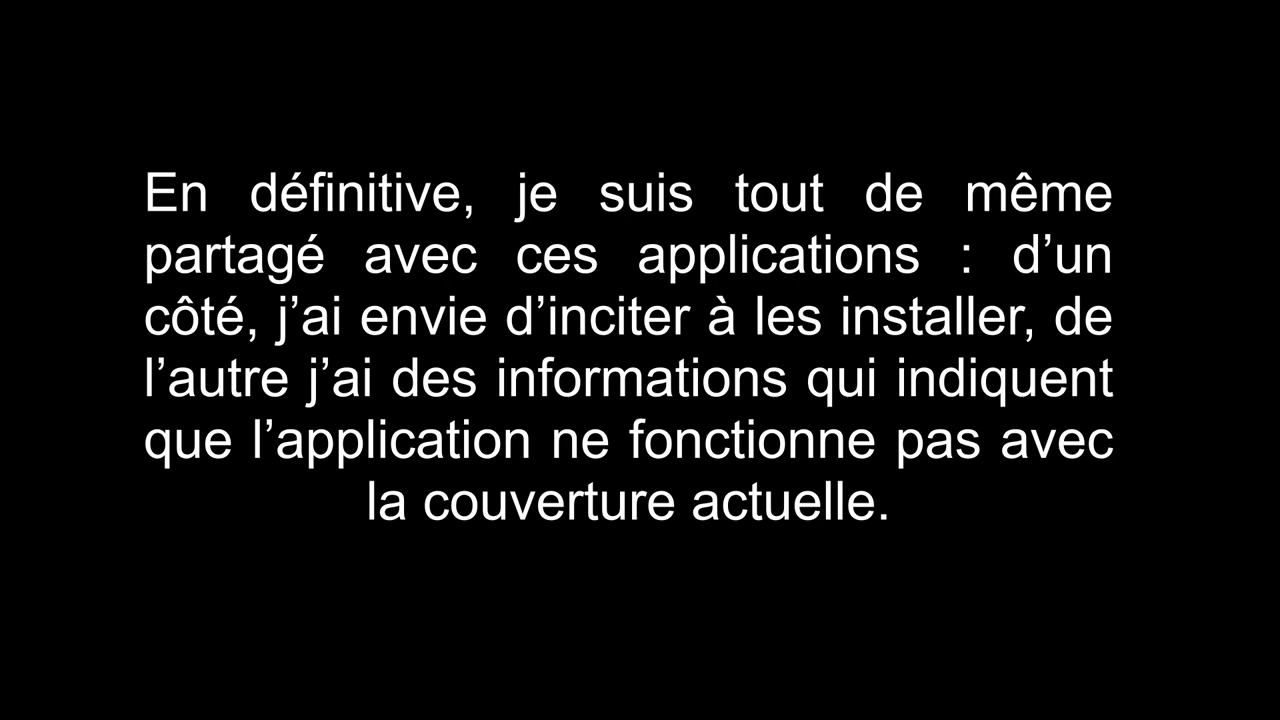 En définitive, je suis tout de même
partagé avec ces applications : d’un
côté, j’ai envie d’inciter à les installer, de
l’autre j’ai des informations qui indiquent
que l’application ne fonctionne pas avec
la couverture actuelle.